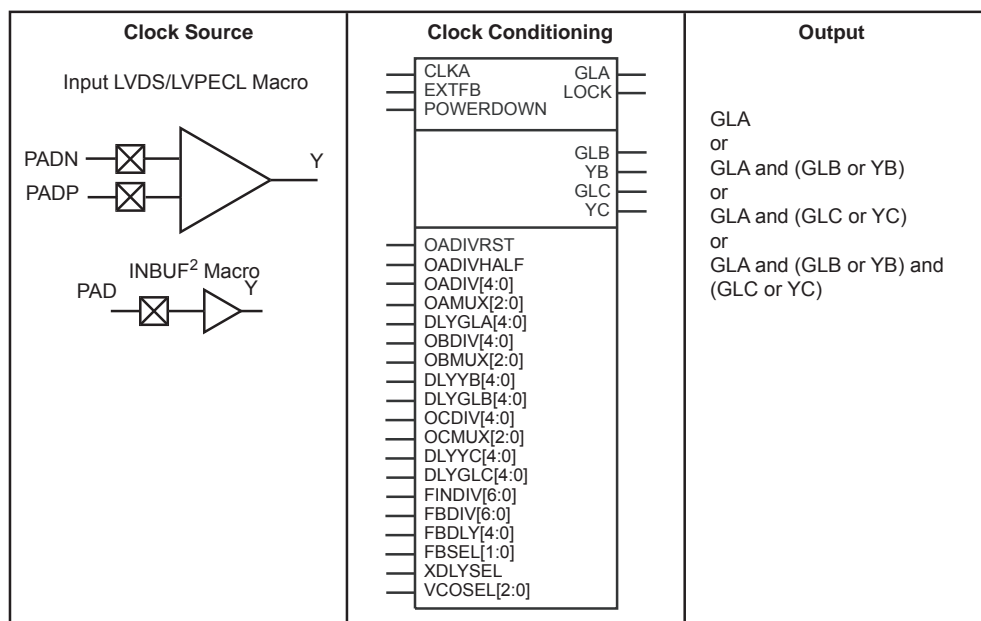 Clock Source
Clock Conditioning
Output
Input LVDS/LVPECL Macro
PADN
PADP
Y
INBUF2 Macro
PAD
Y
CLKA
EXTFB
POWERDOWN
GLA
LOCK
GLB
YB
GLC
YC
OADIVRST
OADIVHALF
OADIV[4:0]
OAMUX[2:0]
DLYGLA[4:0]
OBDIV[4:0]
OBMUX[2:0]
DLYYB[4:0]
DLYGLB[4:0]
OCDIV[4:0]
OCMUX[2:0]
DLYYC[4:0]
DLYGLC[4:0]
FINDIV[6:0]
FBDIV[6:0]
FBDLY[4:0]
FBSEL[1:0]
XDLYSEL
VCOSEL[2:0]
GLA
or
GLA and (GLB or YB)
or
GLA and (GLC or YC)
or
GLA and (GLB or YB) and
(GLC or YC)